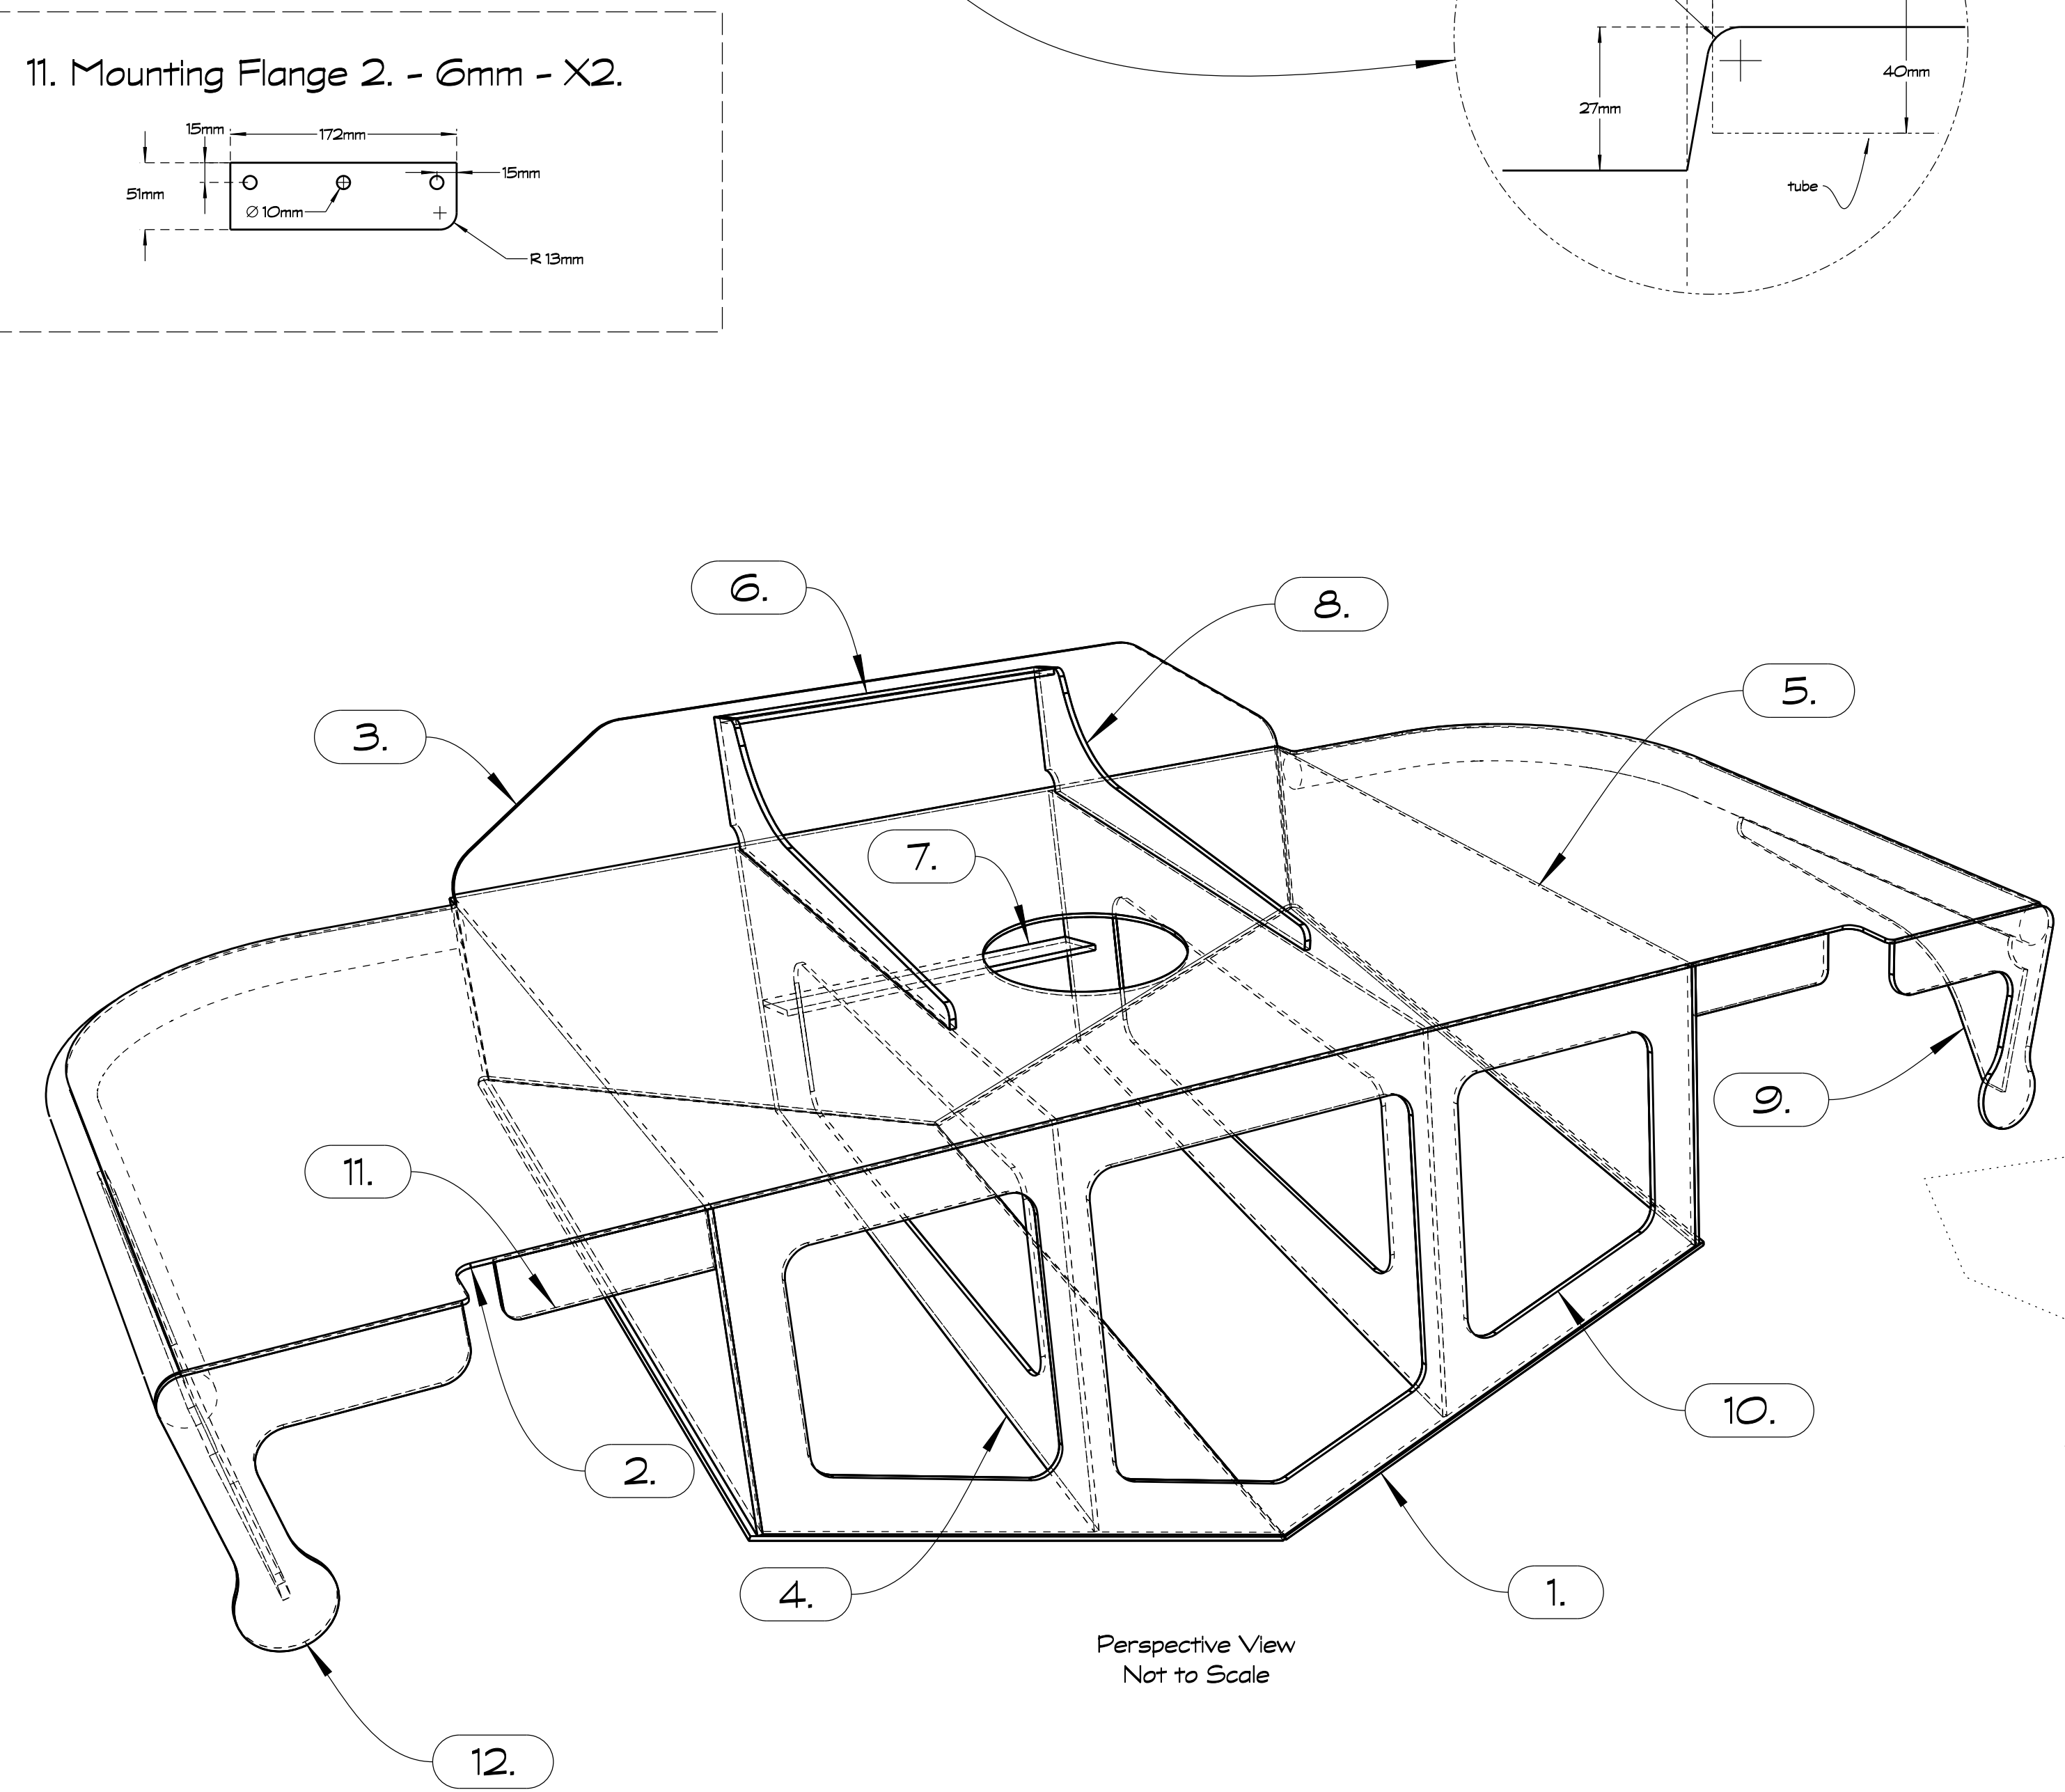 11. Mounting Flange 2. - 6mm - X2.
15mm
172mm
15mm
51mm
Ø 10mm
R 13mm
27mm
40mm
tube
6.
8.
5.
3.
7.
9.
11.
10.
2.
4.
1.
Perspective View
Not to Scale
12.